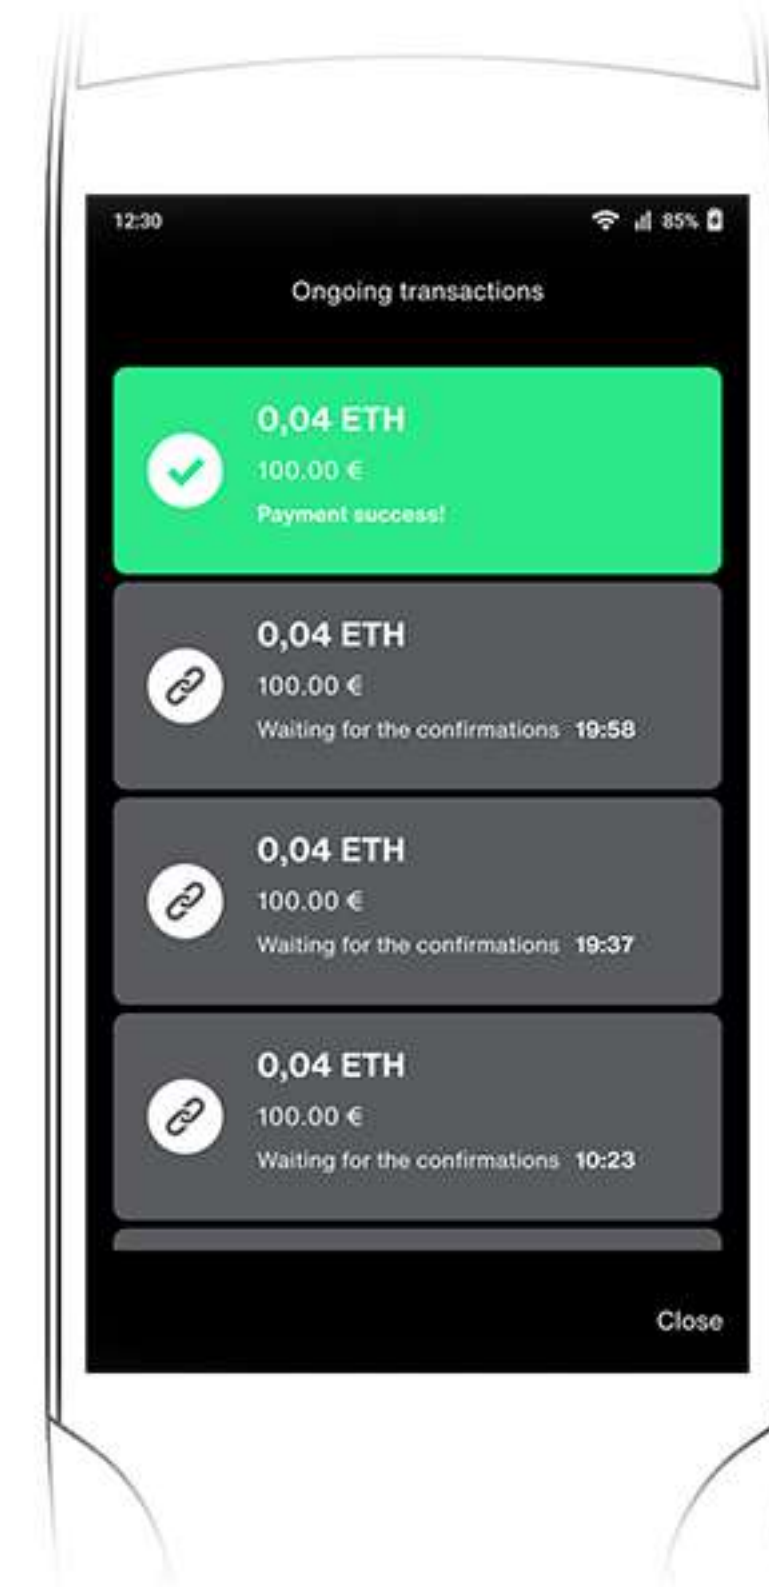 12:30
85%
Ongoing transactions
0,04 ETH
100.00 €
Payment success!
0,04 ETH
100.00 €
Waiting for the confirmations 19:58
0,04 ETH
100.00 €
Waiting for the confirmations 19:37
0,04 ETH
100.00 €
Waiting for the confirmations 10:23
Close